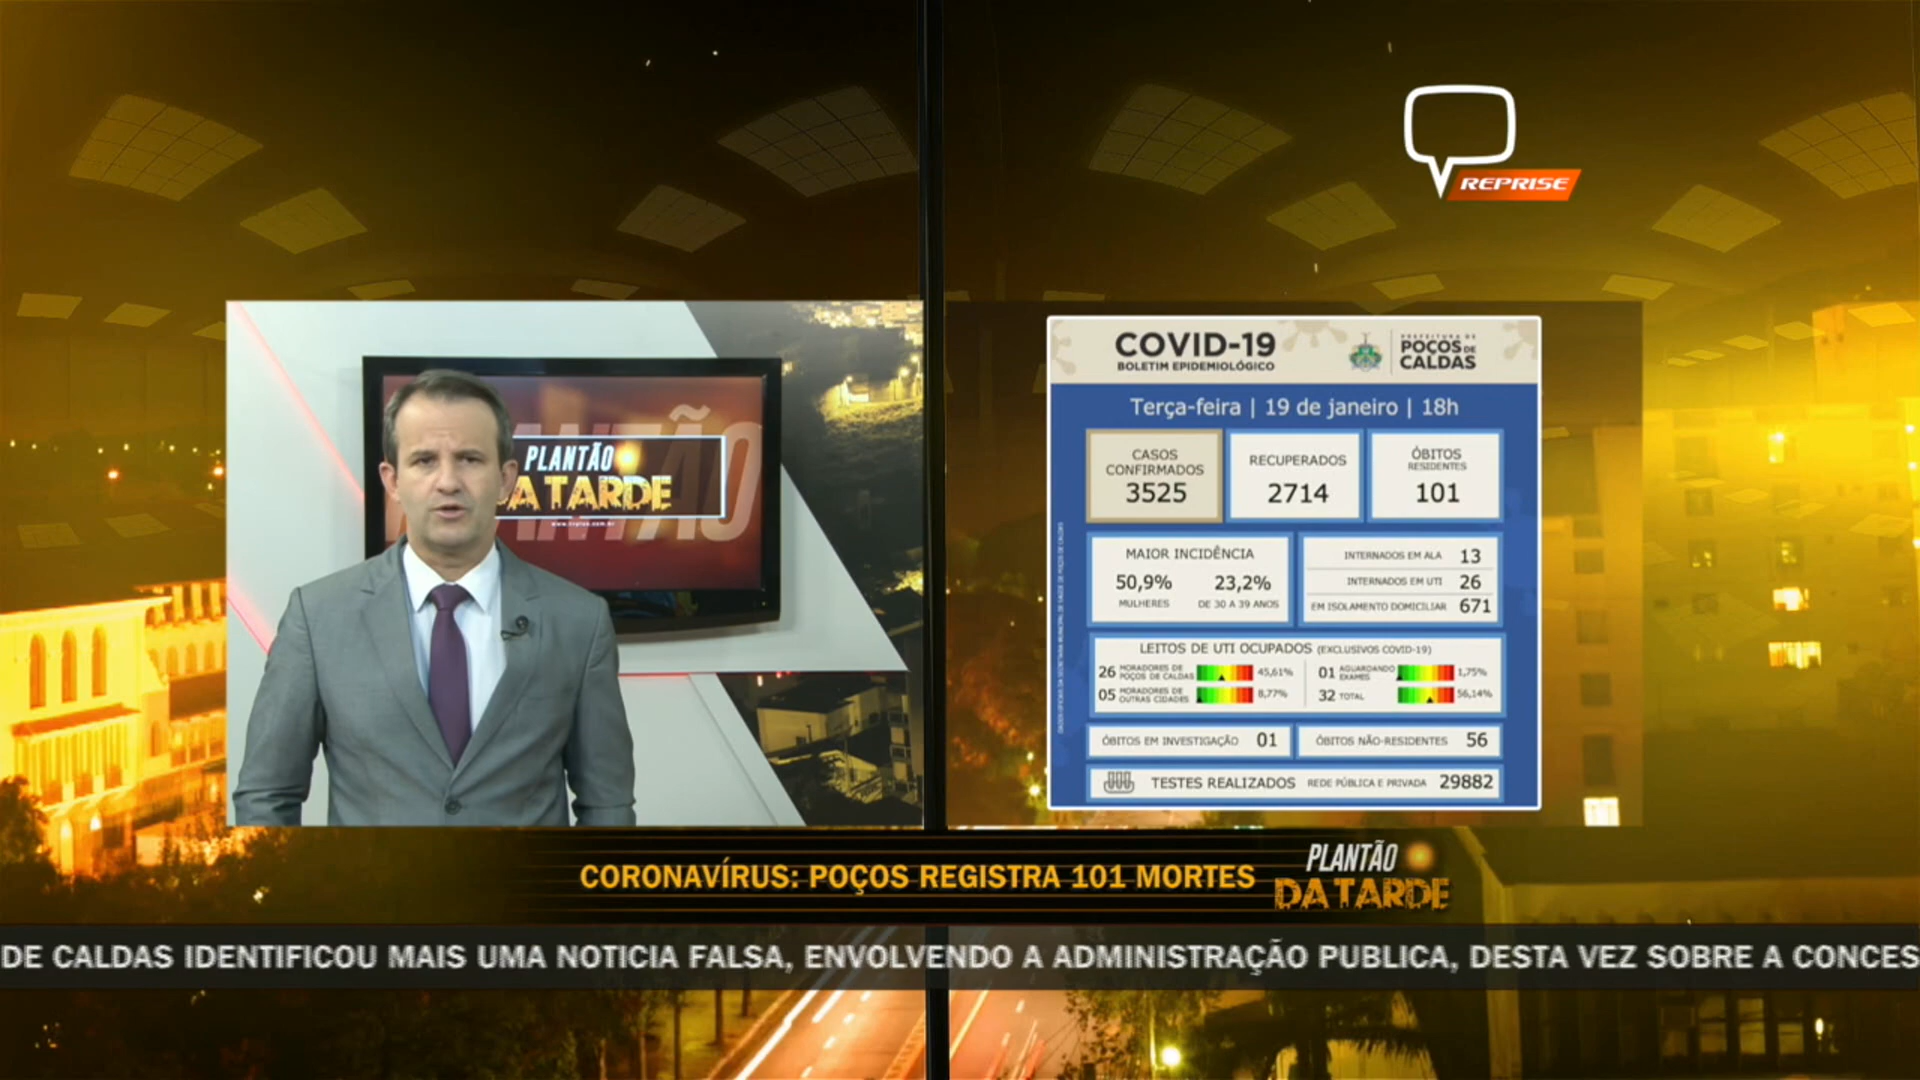 REPRISE
PLANTÃO
DA TARDE
COVID-19
BOLETIM EPIDEMIOLÓGICO
PREFEITURA DE
POÇOS DE
CALDAS
Terça-feira | 19 de janeiro | 18h
CASOS
CONFIRMADOS
3525
RECUPERADOS
2714
ÓBITOS
RESIDENTES
101
MAIOR INCIDÊNCIA
50,9% 23,2%
MULHERES DE 30 A 39 ANOS
INTERNADOS EM ALA 13
INTERNADOS EM UTI 26
EM ISOLAMENTO DOMICILIAR 671
LEITOS DE UTI OCUPADOS (EXCLUSIVOS COVID-19)
26 MORADORES DE POÇOS DE CALDAS 45,61%
01 AGUARDANDO EXAMES 1,75%
05 MORADORES DE OUTRAS CIDADES 8,77%
32 TOTAL 56,14%
ÓBITOS EM INVESTIGAÇÃO 01
ÓBITOS NÃO-RESIDENTES 56
TESTES REALIZADOS REDE PÚBLICA E PRIVADA 29882
CORONAVÍRUS: POÇOS REGISTRA 101 MORTES
PLANTÃO
DA TARDE
DE CALDAS IDENTIFICOU MAIS UMA NOTICIA FALSA, ENVOLVENDO A ADMINISTRAÇÃO PUBLICA, DESTA VEZ SOBRE A CONCES